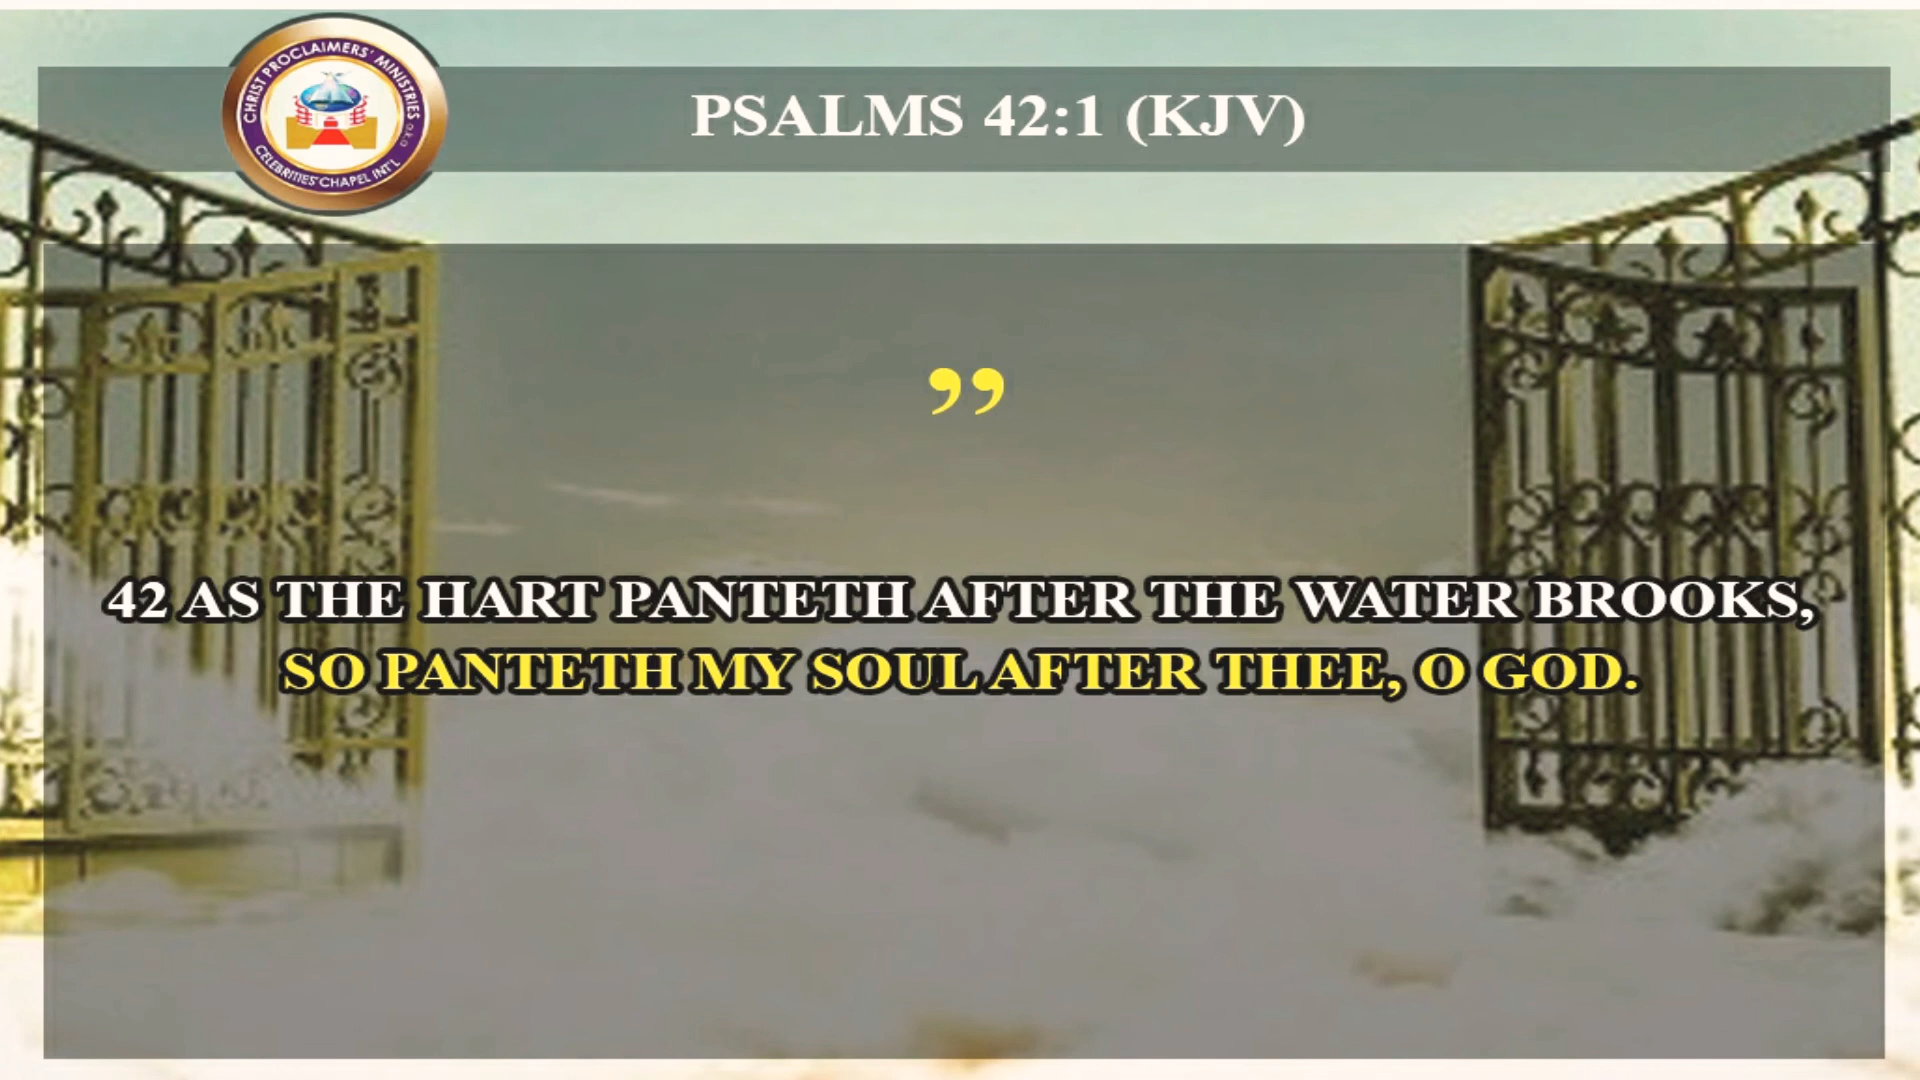 CHRIST PROCLAIMERS' MINISTRIES
CELEBRITIES' CHAPEL INT'L
PSALMS 42:1 (KJV)
”
42 AS THE HART PANTETH AFTER THE WATER BROOKS,
SO PANTETH MY SOUL AFTER THEE, O GOD.